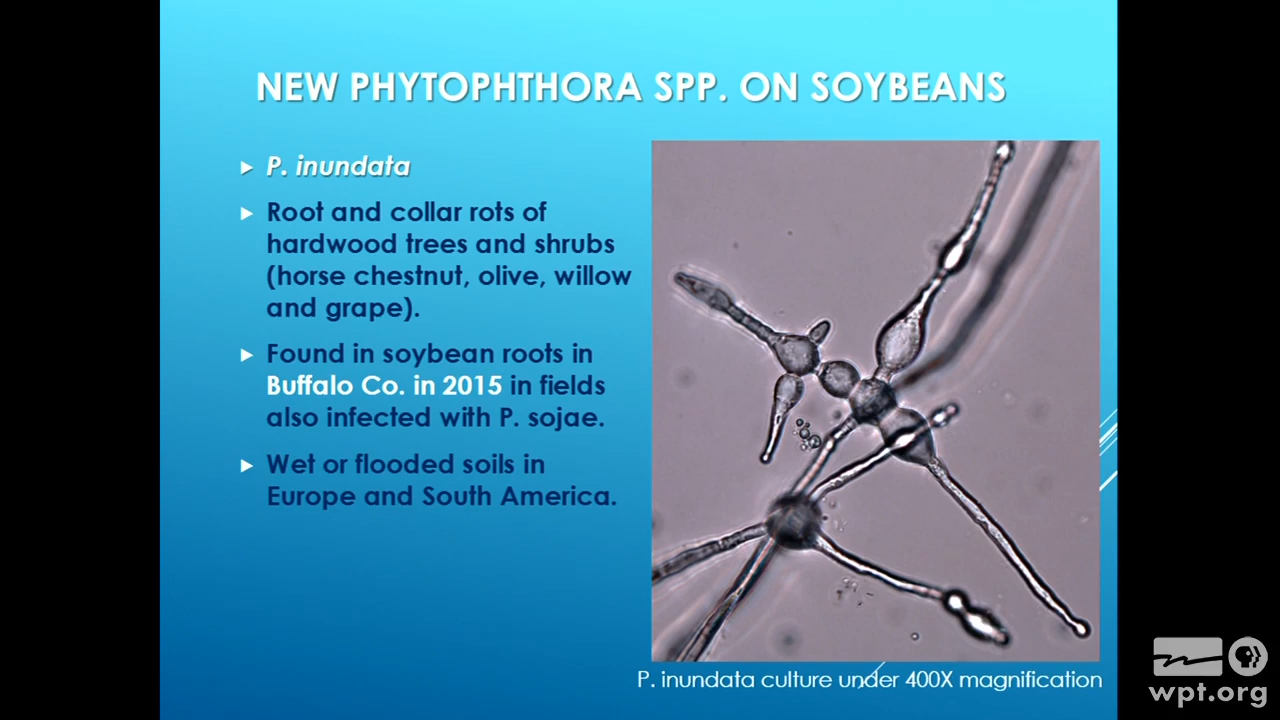 NEW PHYTOPHTHORA SPP. ON SOYBEANS
P. inundata
Root and collar rots of
hardwood trees and shrubs
(horse chestnut, olive, willow
and grape).
Found in soybean roots in
Buffalo Co. in 2015 in fields
also infected with P. sojae.
Wet or flooded soils in
Europe and South America.
P. inundata culture under 400X magnification
wpt.org